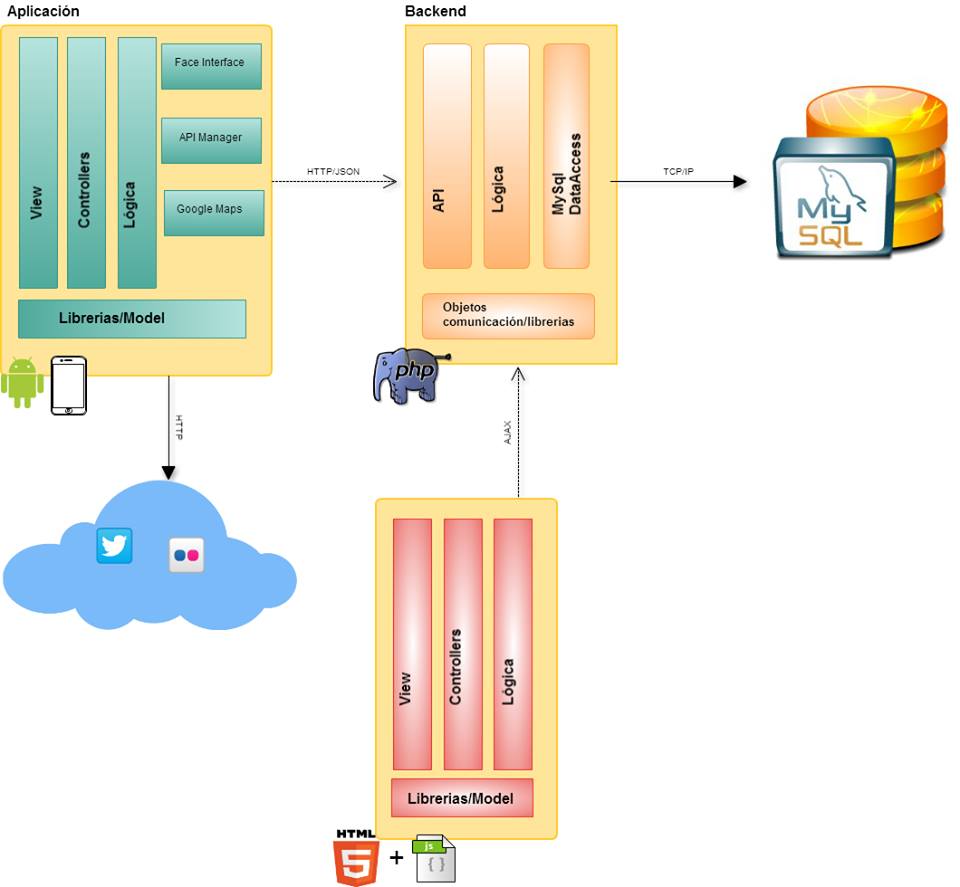 Aplicación
View
Controllers
Lógica
Face Interface
API Manager
Google Maps
Librerias/Model
HTTP/JSON
HTTP
Backend
API
Lógica
MySql
DataAccess
Objetos
comunicación/librerias
php
TCP/IP
My
SQL
AJAX
View
Controllers
Lógica
Librerias/Model
HTML
5
+
js
{ }